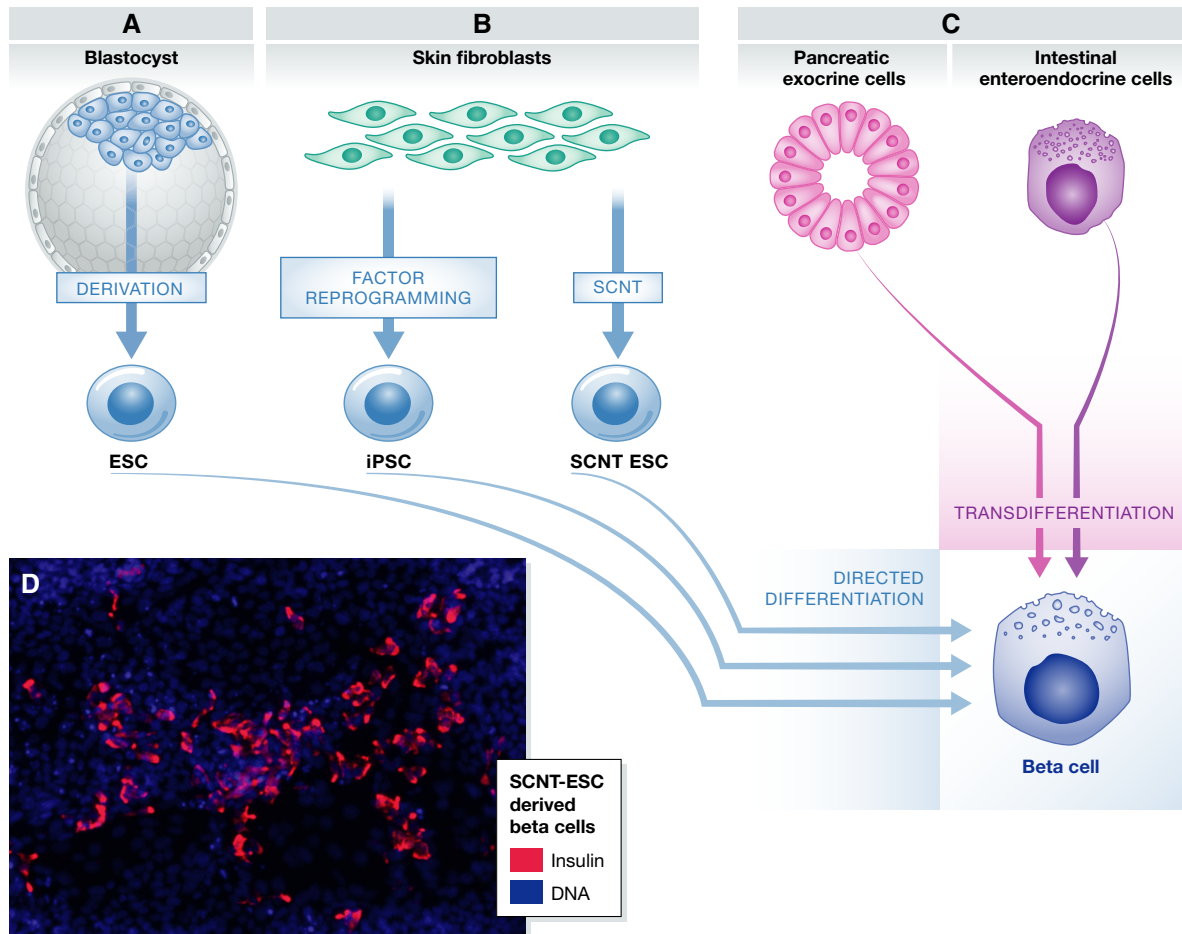 A
Blastocyst
DERIVATION
ESC
B
Skin fibroblasts
FACTOR
REPROGRAMMING
SCNT
iPSC
SCNT ESC
C
Pancreatic
exocrine cells
Intestinal
enteroendocrine cells
TRANSDIFFERENTIATION
DIRECTED
DIFFERENTIATION
Beta cell
D
SCNT-ESC
derived
beta cells
Insulin
DNA